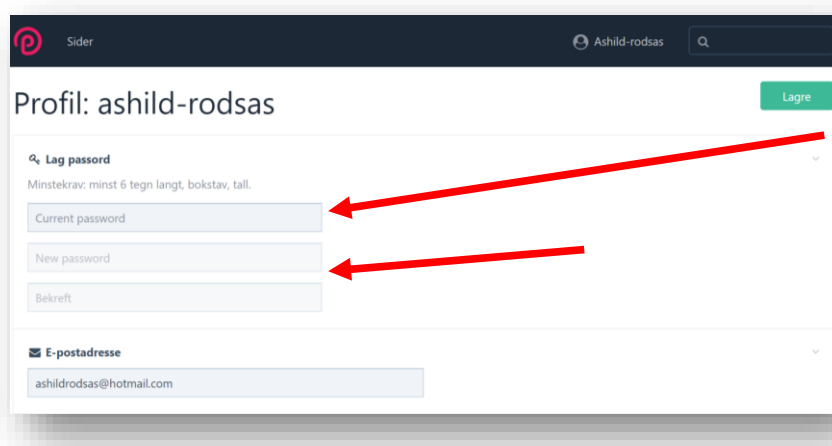 Sider
Ashild-rodsas
Profil: ashild-rodsas
Lagre
Lag passord
Minstekrav: minst 6 tegn langt, bokstav, tall.
Current password
New password
Bekreft
E-postadresse
ashildrodsas@hotmail.com